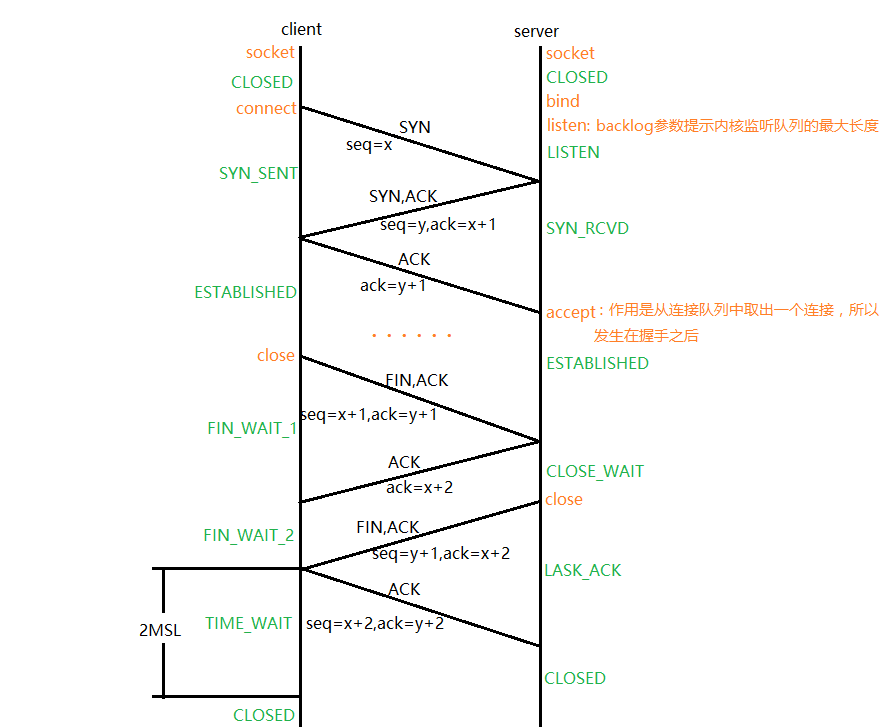 client
server
socket
socket
CLOSED
CLOSED
bind
connect
listen: backlog参数提示内核监听队列的最大长度
SYN
seq=x
LISTEN
SYN_SENT
SYN,ACK
seq=y,ack=x+1
SYN_RCVD
ACK
ack=y+1
ESTABLISHED
accept：作用是从连接队列中取出一个连接，所以
发生在握手之后
······
close
ESTABLISHED
FIN,ACK
seq=x+1,ack=y+1
FIN_WAIT_1
ACK
CLOSE_WAIT
ack=x+2
close
FIN,ACK
FIN_WAIT_2
seq=y+1,ack=x+2
LASK_ACK
ACK
TIME_WAIT
seq=x+2,ack=y+2
2MSL
CLOSED
CLOSED